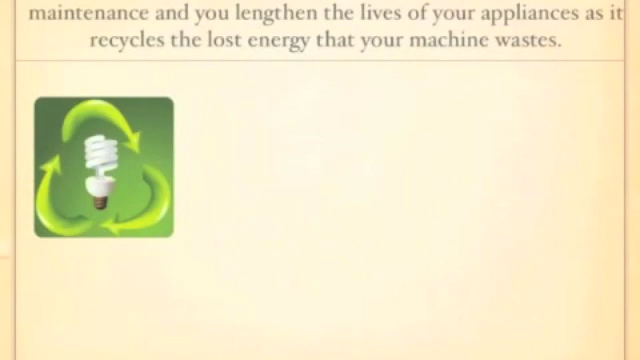 maintenance and you lengthen the lives of your appliances as it
recycles the lost energy that your machine wastes.